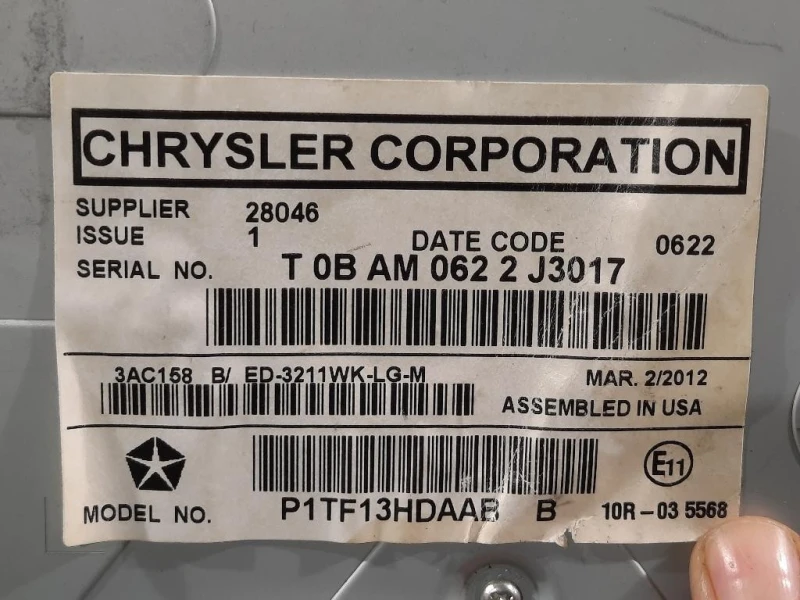 CHRYSLER CORPORATION
SUPPLIER 28046
ISSUE 1 DATE CODE 0622
SERIAL NO. T 0B AM 062 2 J3017
3AC158 B/ ED-3211WK-LG-M MAR. 2/2012
ASSEMBLED IN USA
E11
P1TF13HDAAB B
MODEL NO. 10R-03 5568